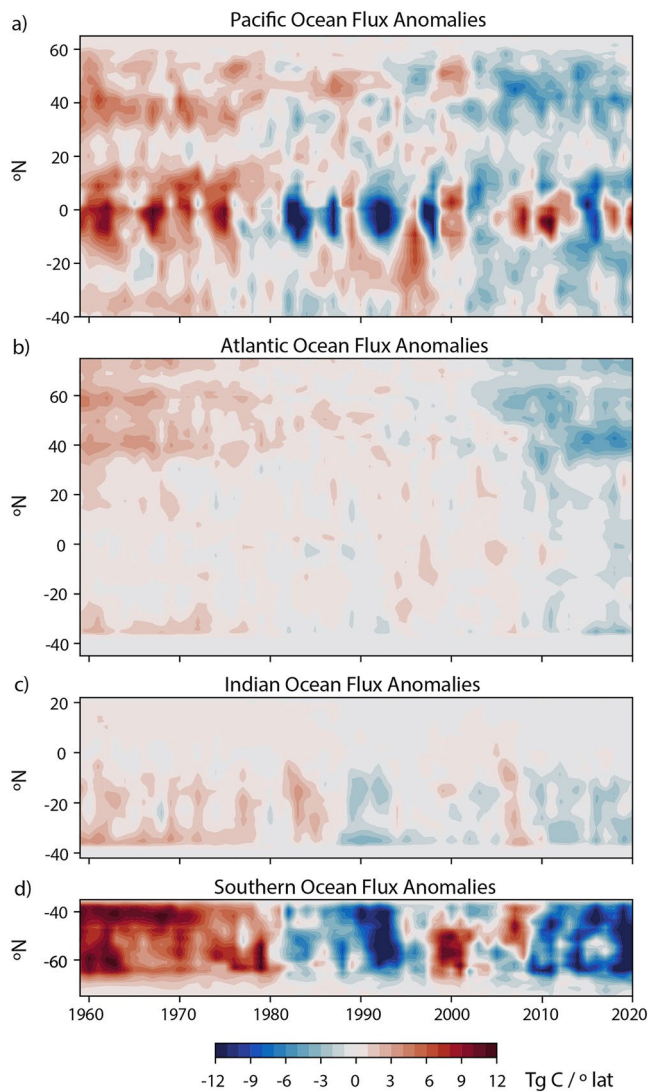 a)
Pacific Ocean Flux Anomalies
60
40
20
0
-20
-40
°N
b)
Atlantic Ocean Flux Anomalies
60
40
20
0
-20
-40
°N
c)
Indian Ocean Flux Anomalies
20
0
-20
-40
°N
d)
Southern Ocean Flux Anomalies
-40
-60
°N
1960 1970 1980 1990 2000 2010 2020
-12 -9 -6 -3 0 3 6 9 12 Tg C / º lat